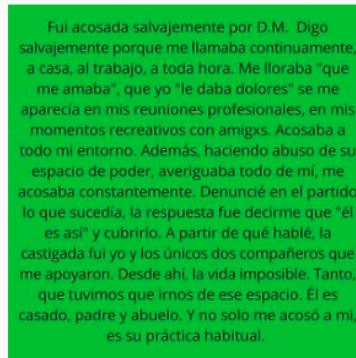 Fui acosada salvajemente por D.M. Digo
salvajemente porque me llamaba continuamente,
a casa, al trabajo, a toda hora. Me lloraba "que
me amaba", que yo "le daba dolores" se me
aparecía en mis reuniones profesionales, en mis
momentos recreativos con amigxs. Acosaba a
todo mi entorno. Además, haciendo abuso de su
espacio de poder, averiguaba todo de mí, me
acosaba constantemente. Denuncié en el partido
lo que sucedía, la respuesta fue decirme que "él
es así" y cubrirlo. A partir de qué hablé, la
castigada fui yo y los únicos dos compañeros que
me apoyaron. Desde ahí, la vida imposible. Tanto,
que tuvimos que irnos de ese espacio. Él es
casado, padre y abuelo. Y no solo me acosó a mi,
es su práctica habitual.